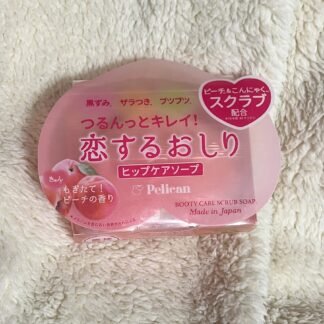 ピーチ&こんにゃく
スクラブ
配合
黒ずみ、ザラつき、ブツブツ、
つるんっとキレイ!
恋するおしり
ヒップケアソープ
Pelican
もぎたて!
ピーチの香り
BOOTY CARE SCRUB SOAP
Made in Japan